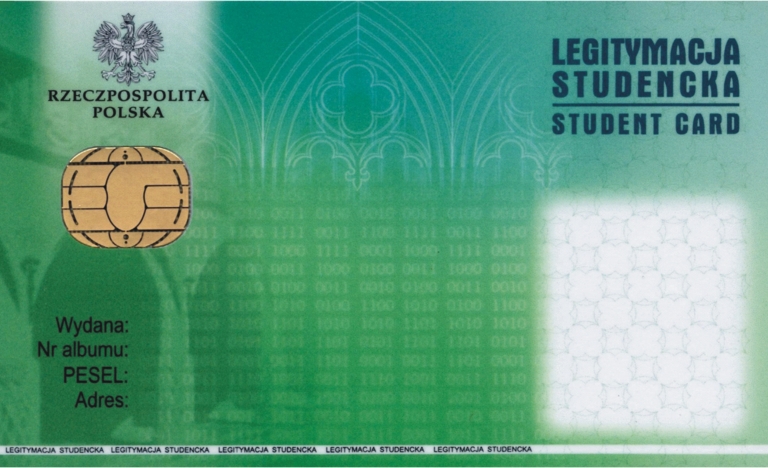 RZECZPOSPOLITA
POLSKA
LEGITYMACJA
STUDENCKA
STUDENT CARD
Wydana:
Nr albumu:
PESEL:
Adres:
LEGITYMACJA STUDENCKA LEGITYMACJA STUDENCKA LEGITYMACJA STUDENCKA LEGITYMACJA STUDENCKA LEGITYMACJA STUDENCKA